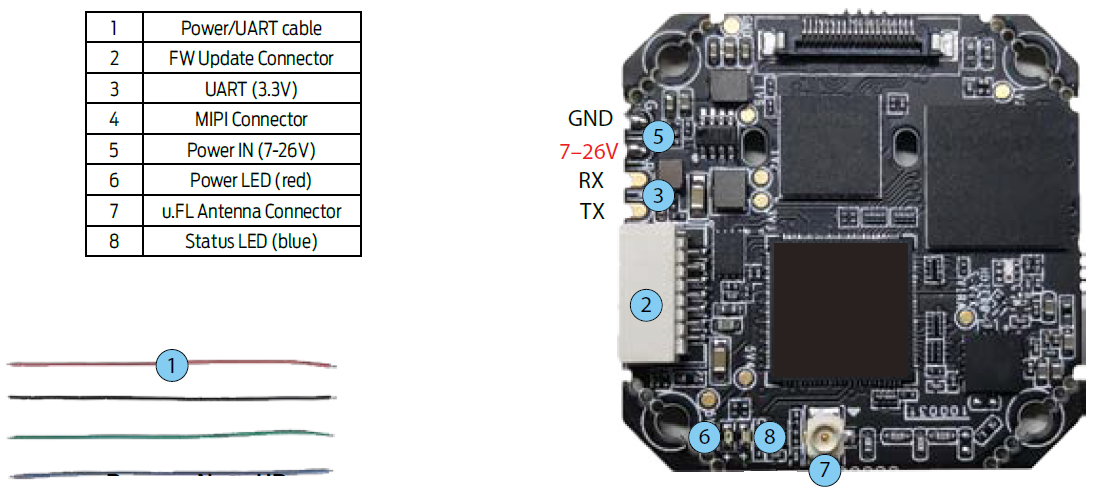 1 Power/UART cable
2 FW Update Connector
3 UART (3.3V)
4 MIPI Connector
5 Power IN (7-26V)
6 Power LED (red)
7 u.FL Antenna Connector
8 Status LED (blue)
GND
5
7–26V
RX
3
TX
2
1
6
8
7